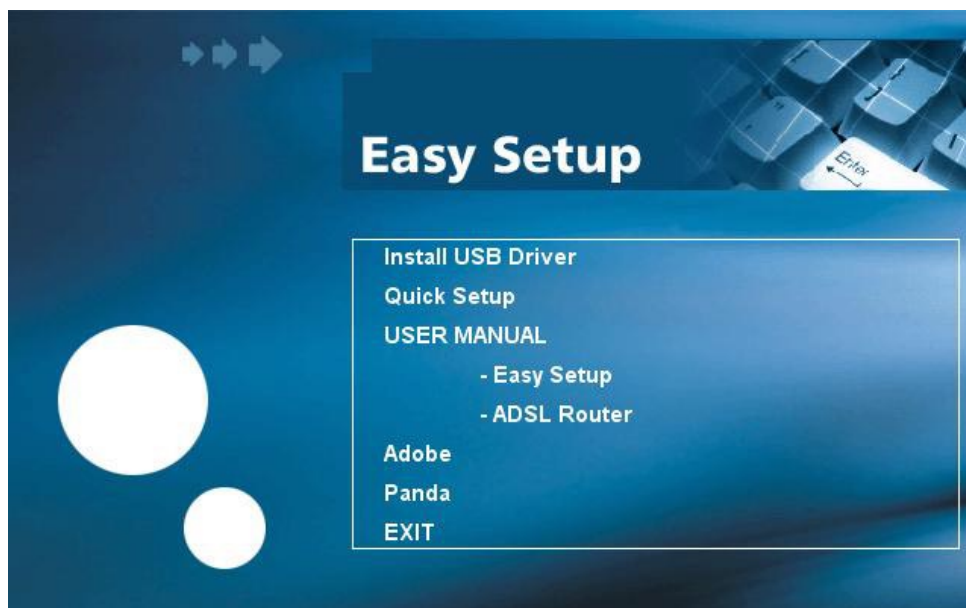 Easy Setup
Enter
Install USB Driver
Quick Setup
USER MANUAL
- Easy Setup
- ADSL Router
Adobe
Panda
EXIT